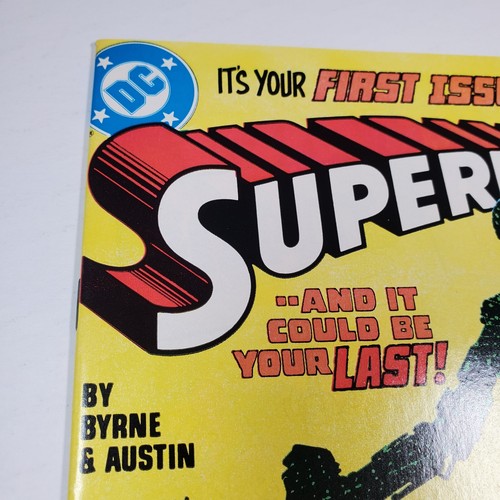 DC
IT'S YOUR FIRST ISSU
SUPER
..AND IT
COULD BE
YOUR LAST!
BY
BYRNE
& AUSTIN